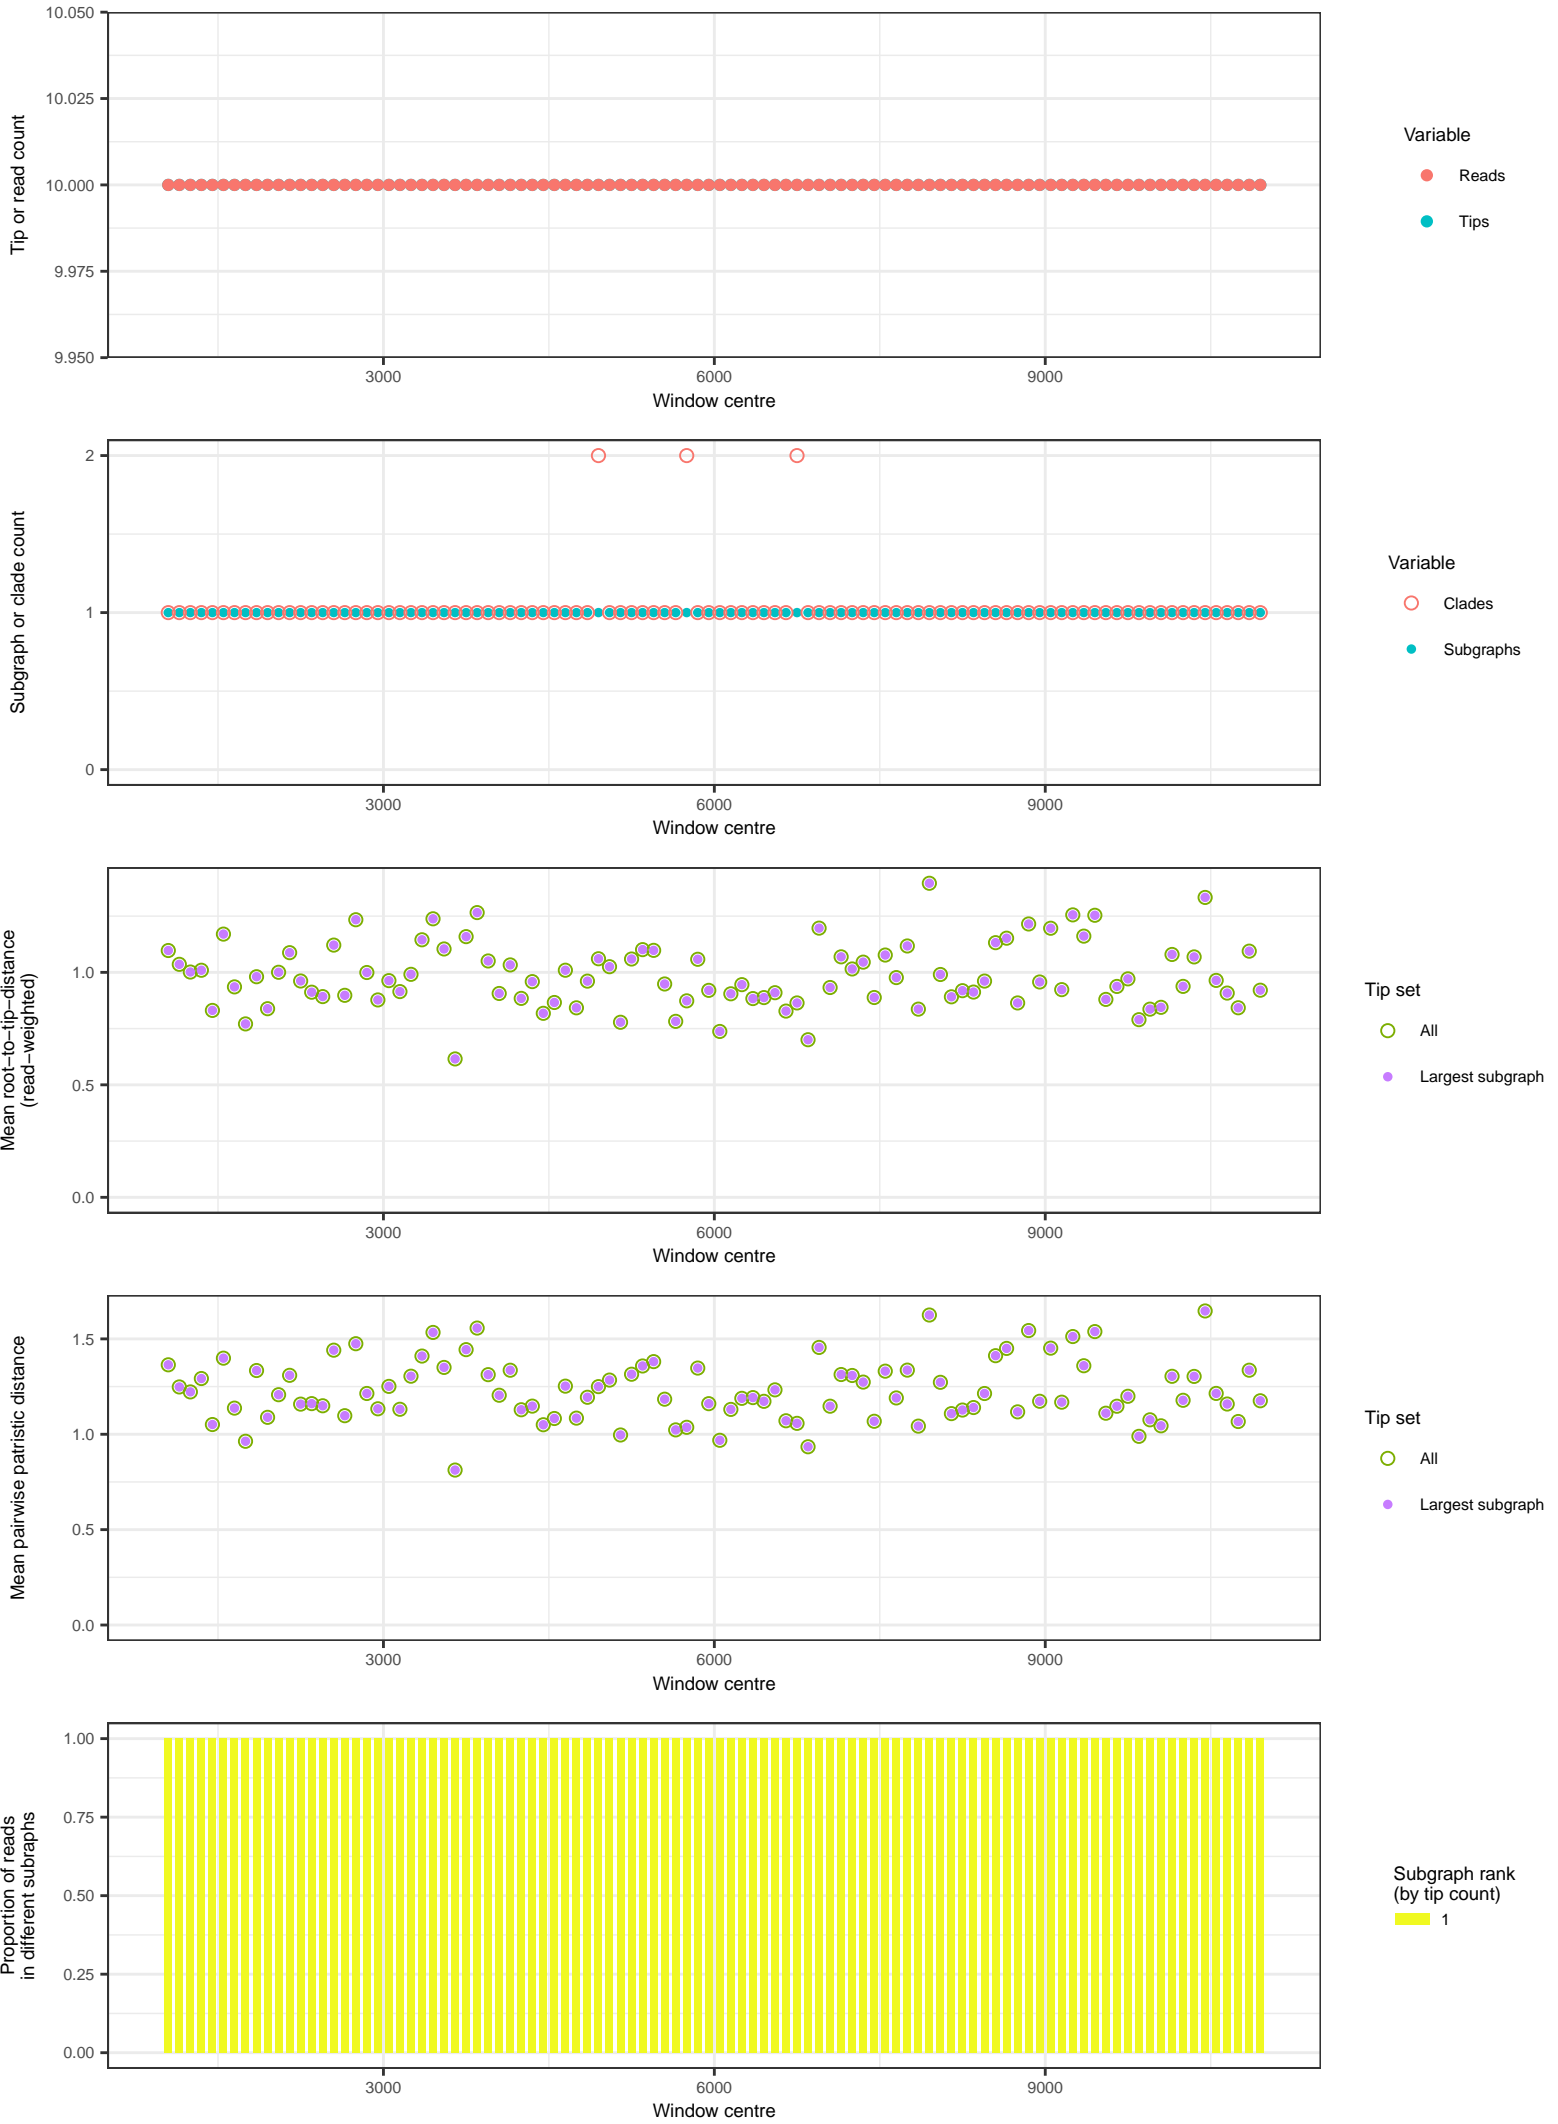 10.050
10.025
10.000
9.975
9.950
Tip or read count
3000 6000 9000
Window centre
Variable
Reads
Tips
2
1
0
Subgraph or clade count
3000 6000 9000
Window centre
Variable
Clades
Subgraphs
1.0
0.5
0.0
Mean root−to−tip−distance
(read−weighted)
3000 6000 9000
Window centre
Tip set
All
Largest subgraph
1.5
1.0
0.5
0.0
Mean pairwise patristic distance
3000 6000 9000
Window centre
Tip set
All
Largest subgraph
1.00
0.75
0.50
0.25
0.00
Proportion of reads
in different subraphs
3000 6000 9000
Window centre
Subgraph rank
(by tip count)
1